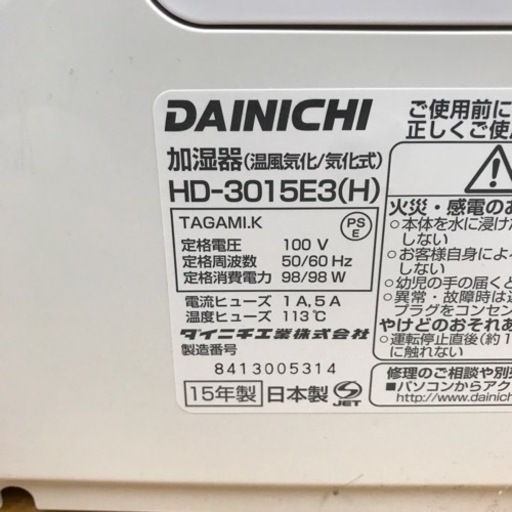 DAINICHI
加湿器(温風気化/気化式)
HD-3015E3(H)
TAGAMI.K
PS
E
定格電圧 100 V
定格周波数 50/60 Hz
定格消費電力 98/98 W
電流ヒューズ 1A,5A
温度ヒューズ 113℃
ダイニチ工業株式会社
製造番号
8413005314
15年製 日本製 JET
ご使用前に
正しくご使用
火災・感電のお
○本体を水に浸けた
しない
○お客様自身によ
しない
○幼児の手の届くと
○異常・故障時は
プラグをコンセン
やけどのおそれあ
○運転停止直後(約1
に触れない
修理のご相談や別
■パソコンからアク
http://www.dainich